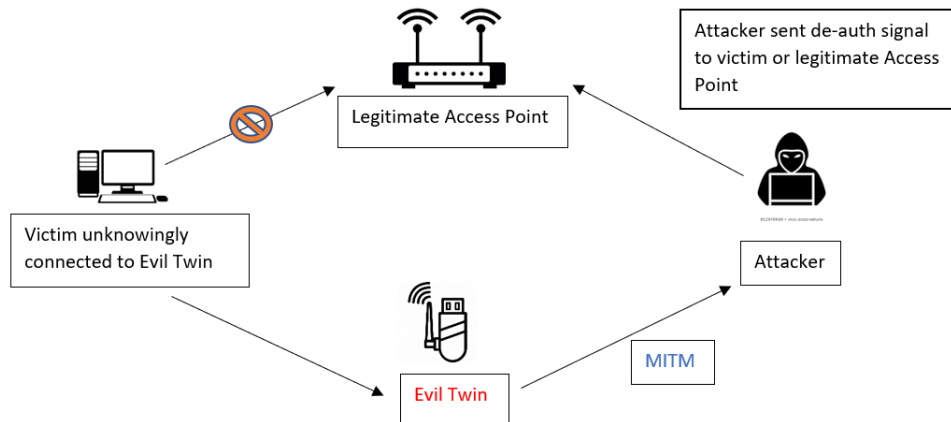 Attacker sent de-auth signal
to victim or legitimate Access
Point
Legitimate Access Point
Victim unknowingly
connected to Evil Twin
Attacker
MITM
Evil Twin